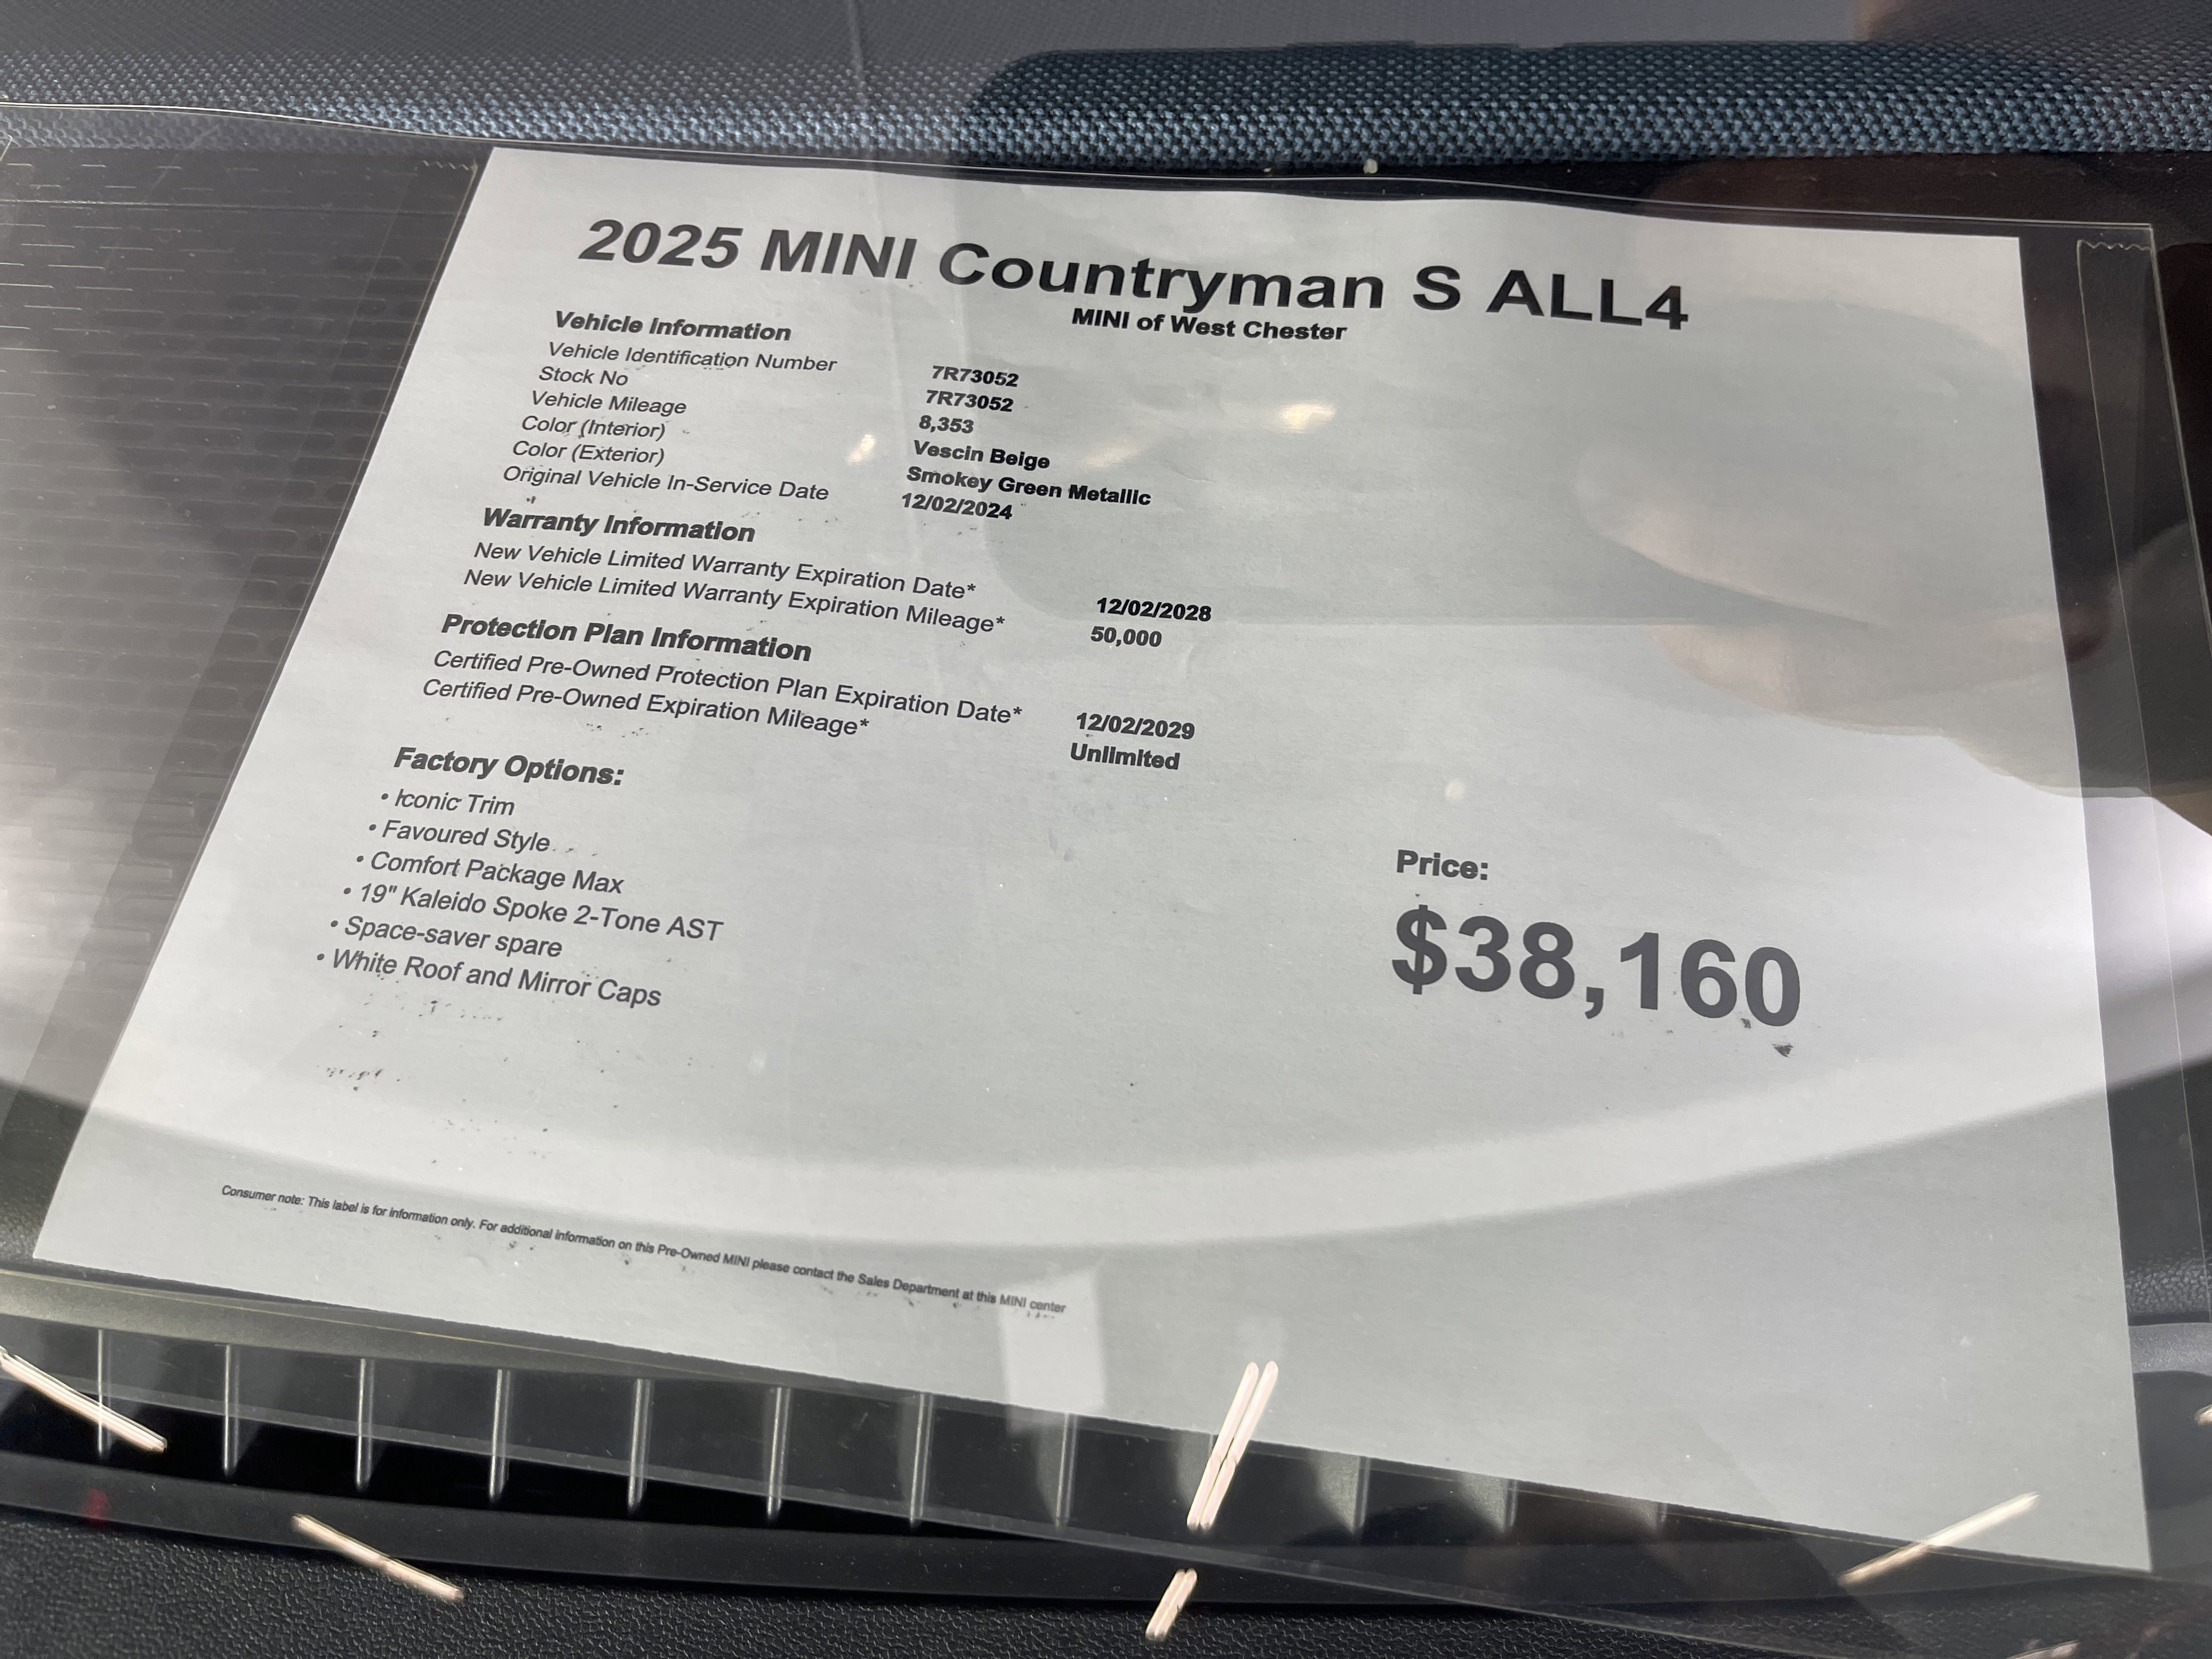 2025 MINI Countryman S ALL4
MINI of West Chester
Vehicle Information
Vehicle Identification Number 7R73052
Stock No 7R73052
Vehicle Mileage 8,353
Color (Interior) Vescin Beige
Color (Exterior) Smokey Green Metallic
Original Vehicle In-Service Date 12/02/2024
Warranty Information
New Vehicle Limited Warranty Expiration Date* 12/02/2028
New Vehicle Limited Warranty Expiration Mileage* 50,000
Protection Plan Information
Certified Pre-Owned Protection Plan Expiration Date* 12/02/2029
Certified Pre-Owned Expiration Mileage* Unlimited
Factory Options:
• Iconic Trim
• Favoured Style
• Comfort Package Max
• 19" Kaleido Spoke 2-Tone AST
• Space-saver spare
• White Roof and Mirror Caps
Price:
$38,160
Consumer note: This label is for information only. For additional information on this Pre-Owned MINI please contact the Sales Department at this MINI center